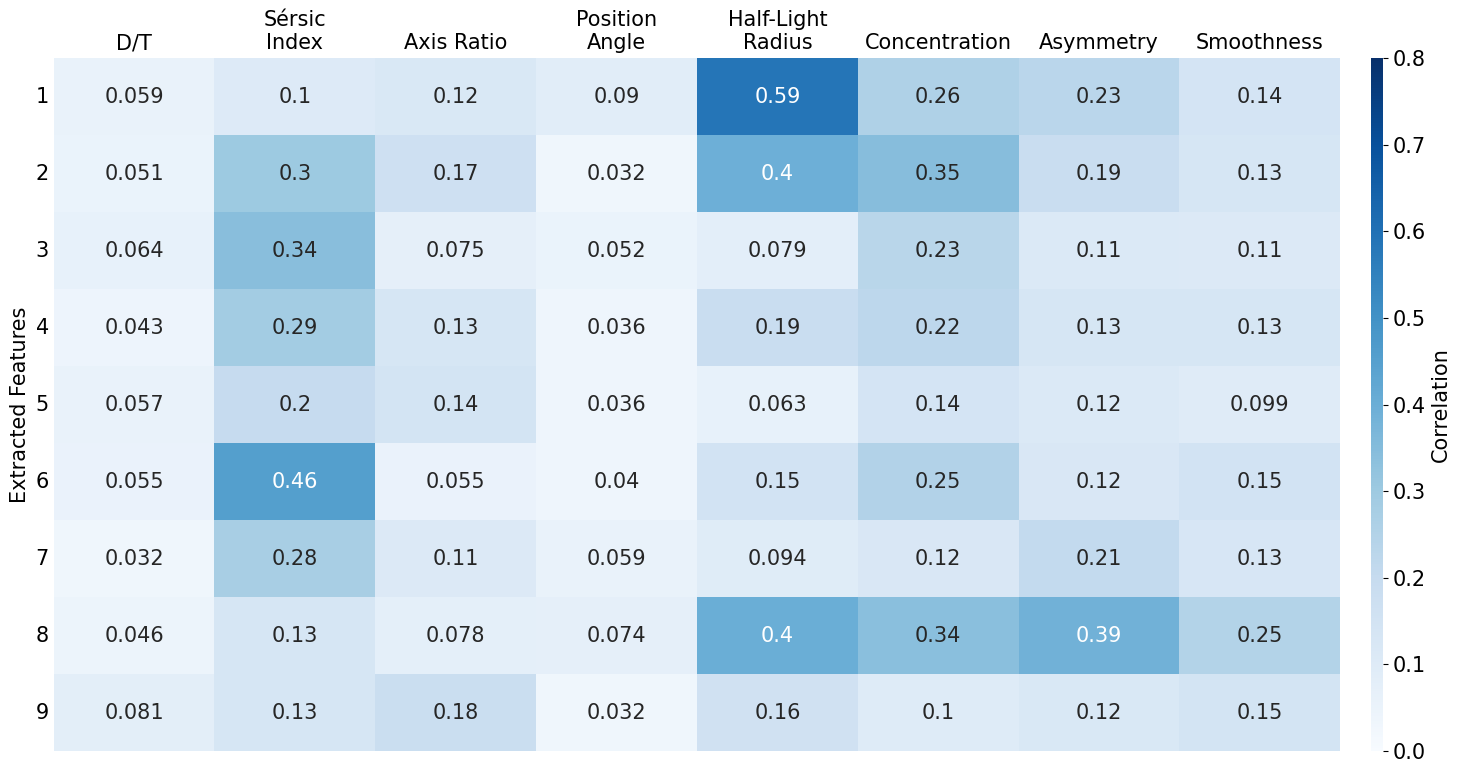 Sérsic Position Half-Light
D/T Index Axis Ratio Angle Radius Concentration Asymmetry Smoothness
1 0.059 0.1 0.12 0.09 0.59 0.26 0.23 0.14
2 0.051 0.3 0.17 0.032 0.4 0.35 0.19 0.13
3 0.064 0.34 0.075 0.052 0.079 0.23 0.11 0.11
4 0.043 0.29 0.13 0.036 0.19 0.22 0.13 0.13
5 0.057 0.2 0.14 0.036 0.063 0.14 0.12 0.099
6 0.055 0.46 0.055 0.04 0.15 0.25 0.12 0.15
7 0.032 0.28 0.11 0.059 0.094 0.12 0.21 0.13
8 0.046 0.13 0.078 0.074 0.4 0.34 0.39 0.25
9 0.081 0.13 0.18 0.032 0.16 0.1 0.12 0.15
Extracted Features
0.8
0.7
0.6
0.5
0.4
0.3
0.2
0.1
0.0
Correlation